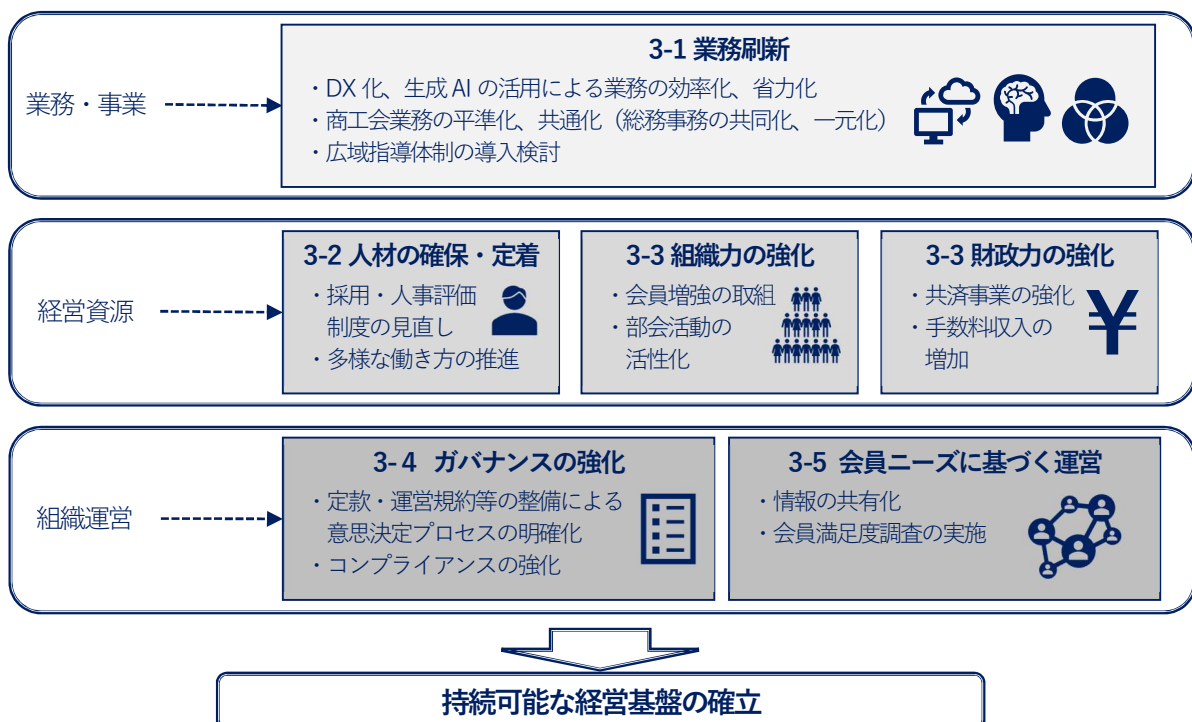 3-1 業務刷新
業務・事業
・DX 化、生成 AI の活用による業務の効率化、省力化
・商工会業務の平準化、共通化（総務事務の共同化、一元化）
・広域指導体制の導入検討
経営資源
3-2 人材の確保・定着
・採用・人事評価
制度の見直し
・多様な働き方の推進
3-3 組織力の強化
・会員増強の取組
・部会活動の
活性化
3-3 財政力の強化
・共済事業の強化
・手数料収入の
増加
¥
組織運営
3-4 ガバナンスの強化
・定款・運営規約等の整備による
意思決定プロセスの明確化
・コンプライアンスの強化
3-5 会員ニーズに基づく運営
・情報の共有化
・会員満足度調査の実施
持続可能な経営基盤の確立